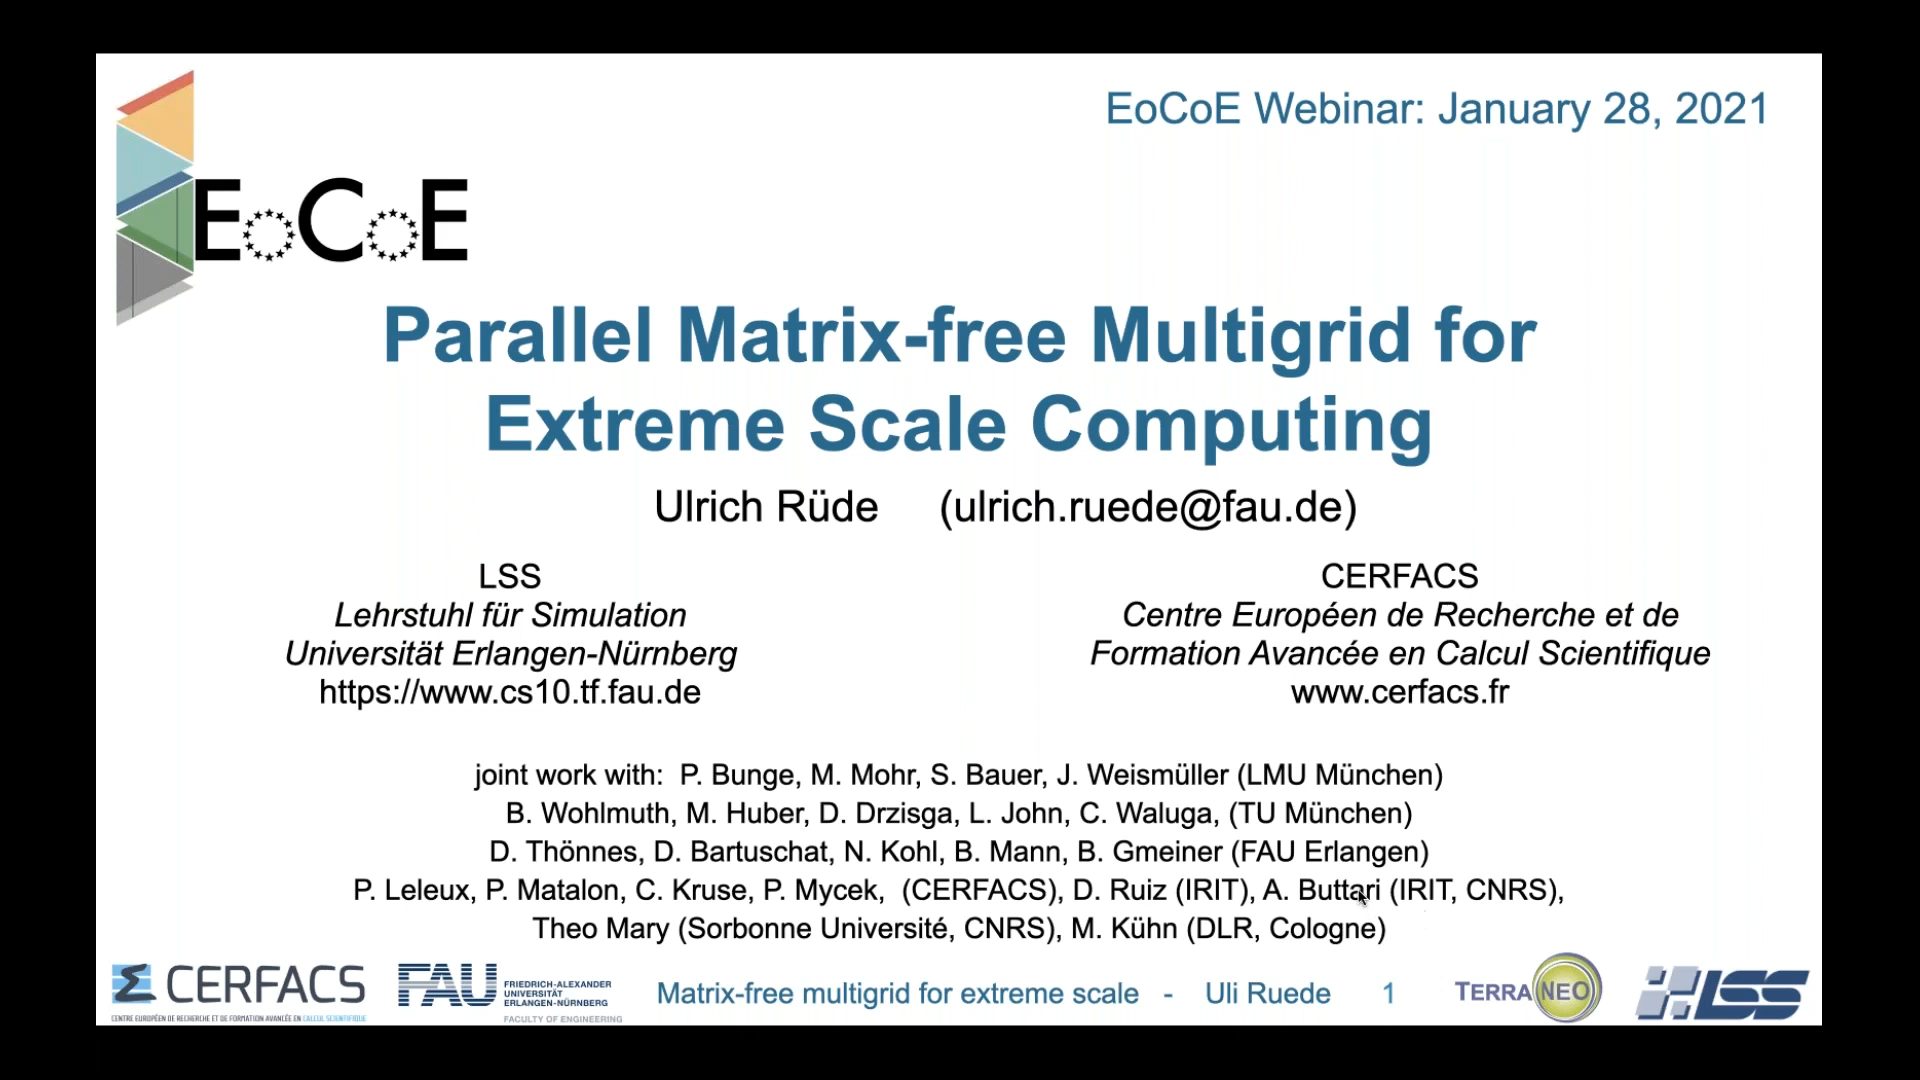 EoCoE Webinar: January 28, 2021
EoCoE
Parallel Matrix-free Multigrid for
Extreme Scale Computing
Ulrich Rüde (ulrich.ruede@fau.de)
LSS
Lehrstuhl für Simulation
Universität Erlangen-Nürnberg
https://www.cs10.tf.fau.de
CERFACS
Centre Européen de Recherche et de
Formation Avancée en Calcul Scientifique
www.cerfacs.fr
joint work with: P. Bunge, M. Mohr, S. Bauer, J. Weismüller (LMU München)
B. Wohlmuth, M. Huber, D. Drzisga, L. John, C. Waluga, (TU München)
D. Thönnes, D. Bartuschat, N. Kohl, B. Mann, B. Gmeiner (FAU Erlangen)
P. Leleux, P. Matalon, C. Kruse, P. Mycek, (CERFACS), D. Ruiz (IRIT), A. Buttari (IRIT, CNRS),
Theo Mary (Sorbonne Université, CNRS), M. Kühn (DLR, Cologne)
CERFACS
CENTRE EUROPÉEN DE RECHERCHE ET DE FORMATION AVANCÉE EN CALCUL SCIENTIFIQUE
FAU
FRIEDRICH-ALEXANDER
UNIVERSITÄT
ERLANGEN-NÜRNBERG
FACULTY OF ENGINEERING
Matrix-free multigrid for extreme scale - Uli Ruede 1
TERRA NEO
LSS